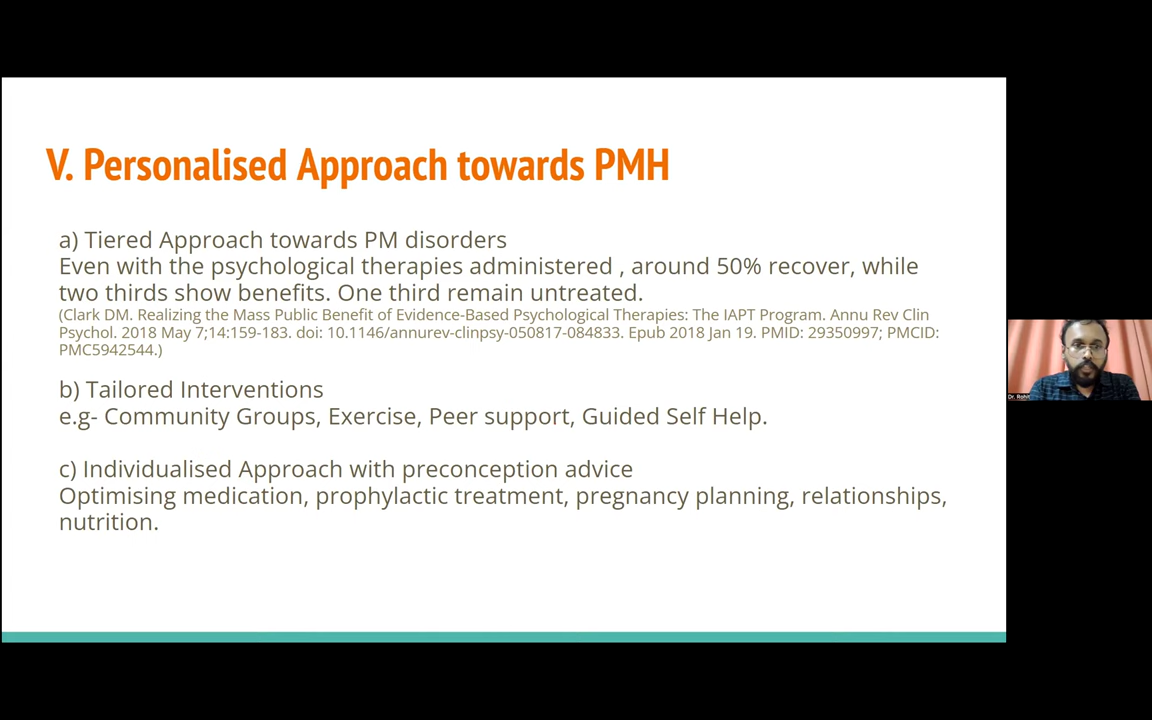 V. Personalised Approach towards PMH
a) Tiered Approach towards PM disorders
Even with the psychological therapies administered , around 50% recover, while
two thirds show benefits. One third remain untreated.
(Clark DM. Realizing the Mass Public Benefit of Evidence-Based Psychological Therapies: The IAPT Program. Annu Rev Clin
Psychol. 2018 May 7;14:159-183. doi: 10.1146/annurev-clinpsy-050817-084833. Epub 2018 Jan 19. PMID: 29350997; PMCID:
PMC5942544.)
b) Tailored Interventions
e.g- Community Groups, Exercise, Peer support, Guided Self Help.
c) Individualised Approach with preconception advice
Optimising medication, prophylactic treatment, pregnancy planning, relationships,
nutrition.
Dr. Rohit